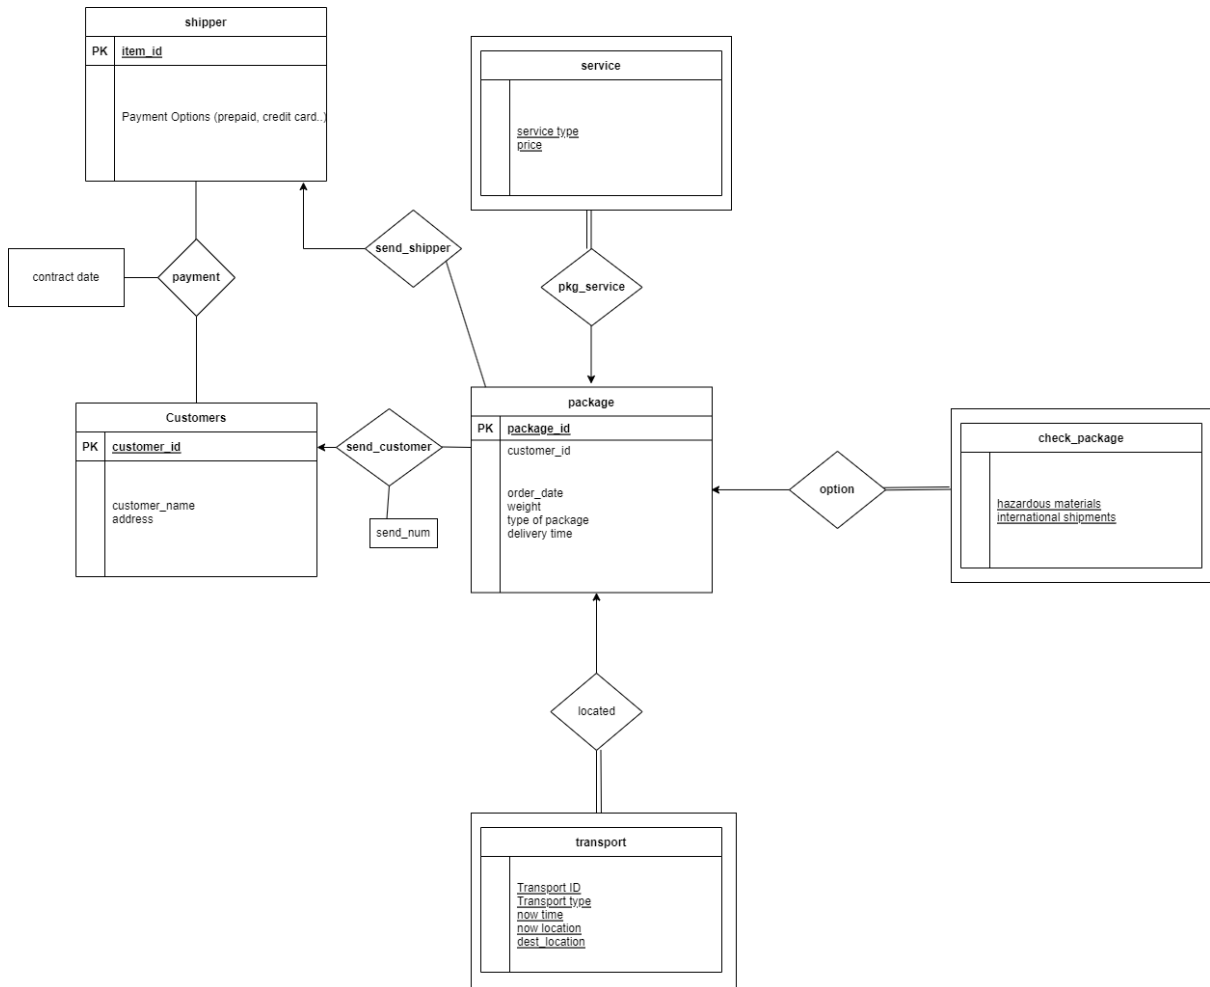 shipper
PK item_id
Payment Options (prepaid, credit card..)
service
service type
price
send_shipper
contract date
payment
pkg_service
Customers
PK customer_id
customer_name
address
send_customer
send_num
package
PK package_id
customer_id
order_date
weight
type of package
delivery time
option
check_package
hazardous materials
international shipments
located
transport
Transport ID
Transport type
now time
now location
dest_location